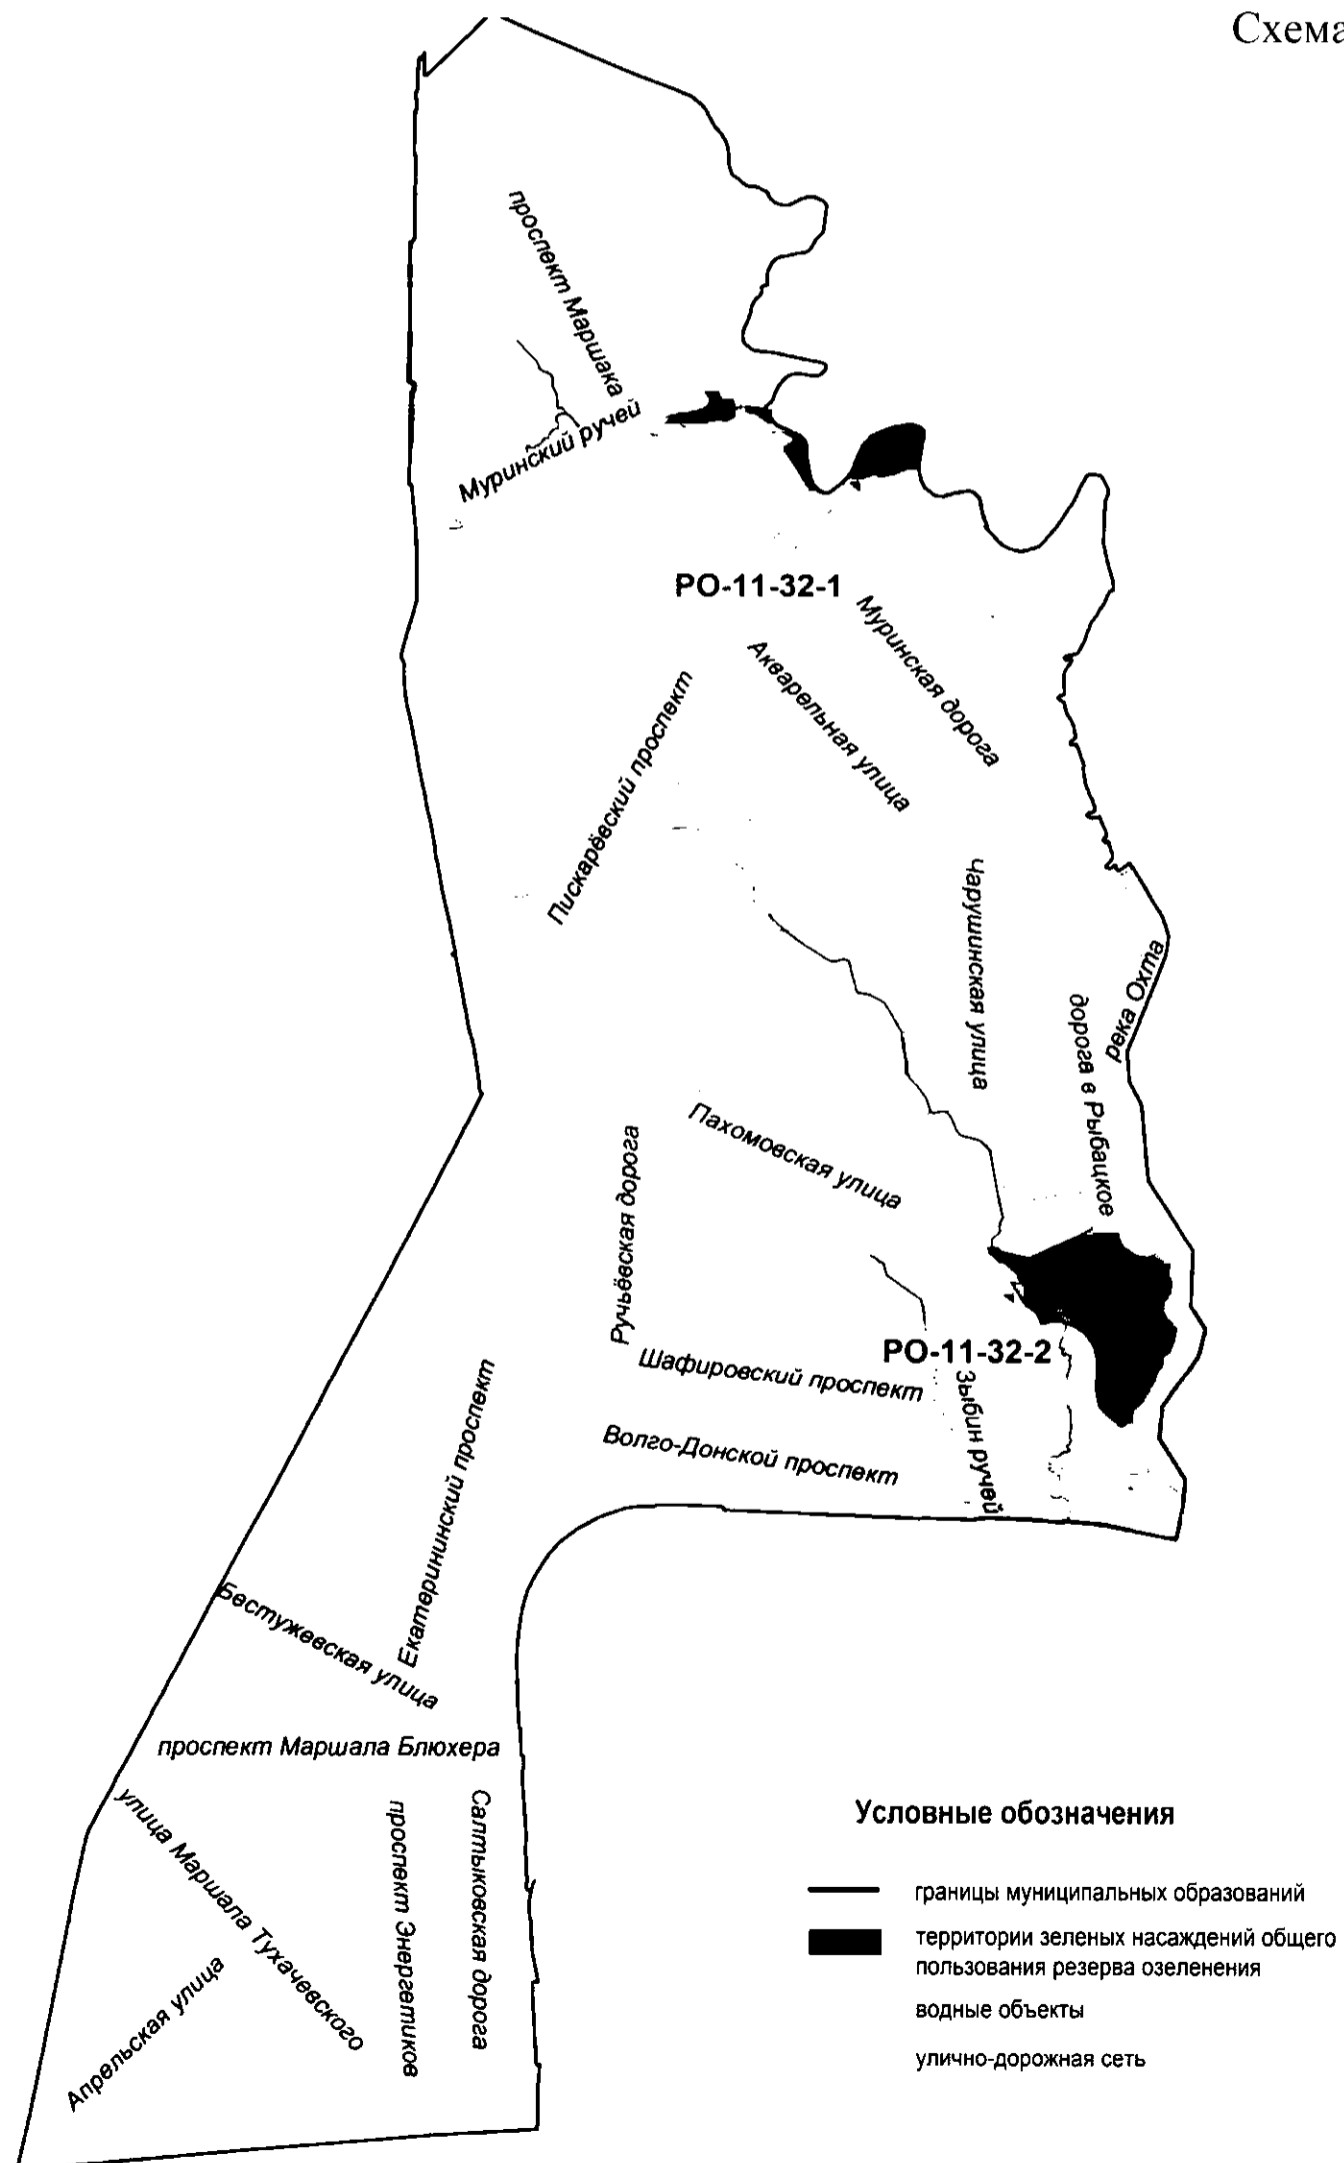 Схема
проспект Маршака
Муринский ручей
РО-11-32-1
Муринская дорога
Акварельная улица
Пискарёвский проспект
Чарушинская улица
река Охта
дорога в Рыбацкое
Пахомовская улица
Ручьёвская дорога
РО-11-32-2
Шафировский проспект
Зыбин ручей
Волго-Донской проспект
Екатерининский проспект
Бестужевская улица
проспект Маршала Блюхера
улица Маршала Тухачевского
проспект Энергетиков
Салтыковская дорога
Апрельская улица
Условные обозначения
границы муниципальных образований
территории зеленых насаждений общего
пользования резерва озеленения
водные объекты
улично-дорожная сеть